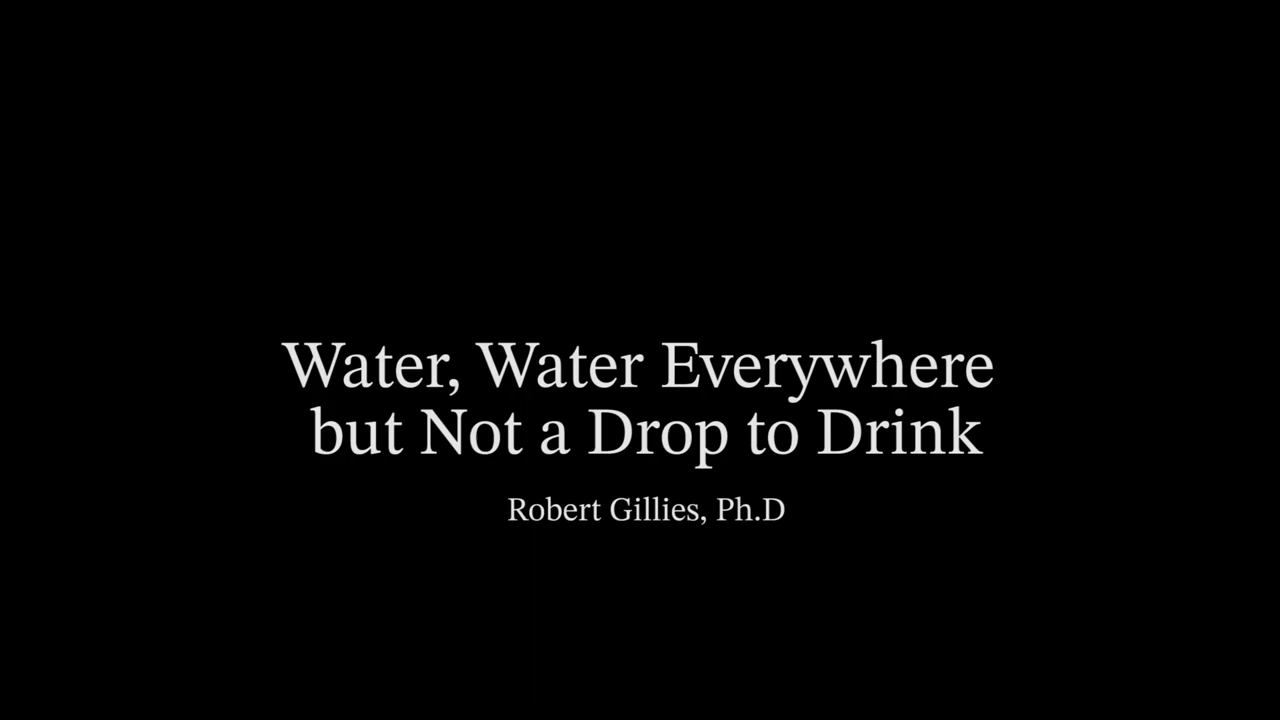 Water, Water Everywhere
but Not a Drop to Drink
Robert Gillies, Ph.D